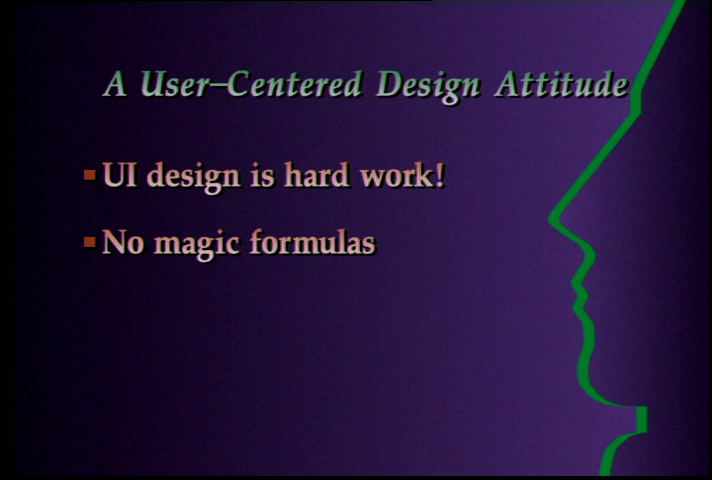 A User–Centered Design Attitude
UI design is hard work!
No magic formulas